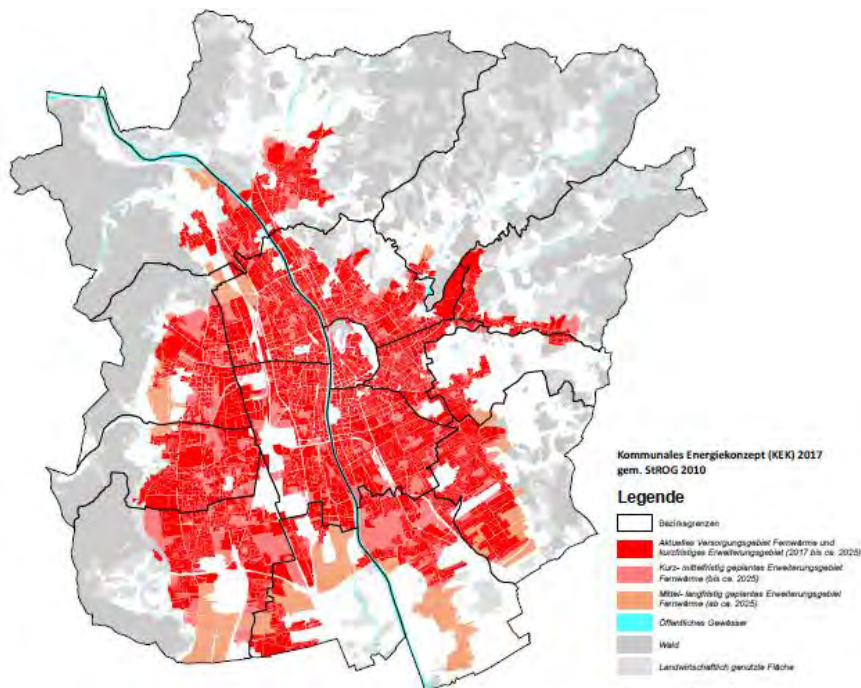 Kommunales Energiekonzept (KEK) 2017
gem. StROG 2010
Legende
Bezirksgrenzen
Aktuelles Versorgungsgebiet Fernwärme und
kurzfristiges Erweiterungsgebiet (2017 bis ca. 2025)
Kurz- mittelfristig geplantes Erweiterungsgebiet
Fernwärme (bis ca. 2025)
Mittel- langfristig geplantes Erweiterungsgebiet
Fernwärme (ab ca. 2025)
Öffentliches Gewässer
Wald
Landwirtschaftlich genutzte Fläche